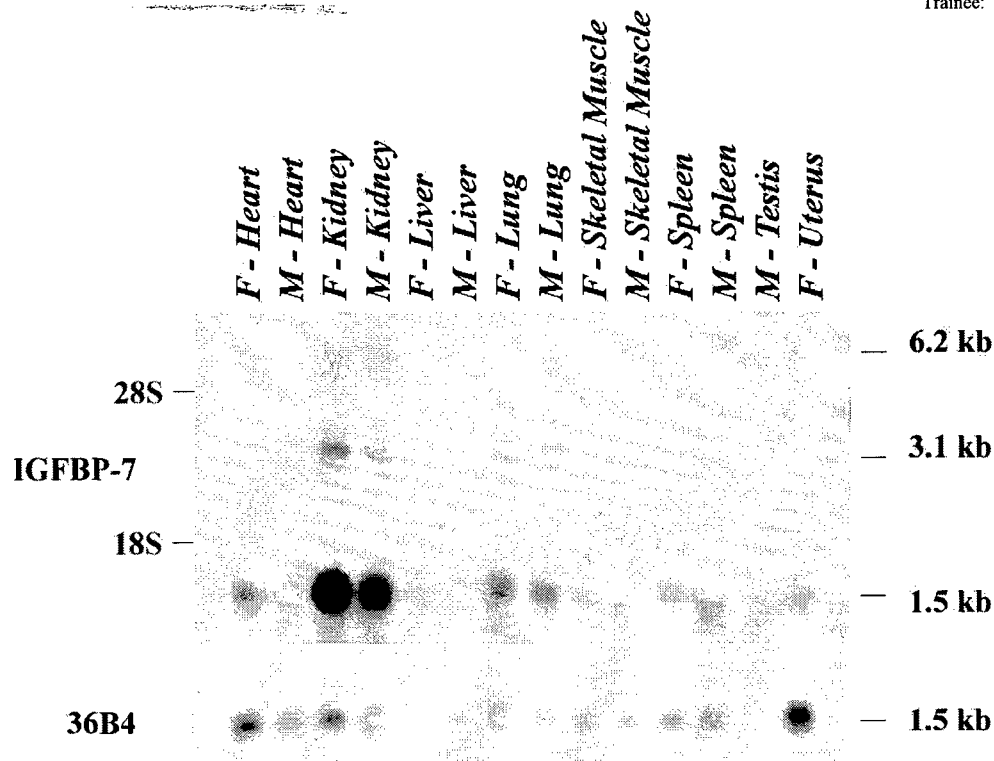 Trainee:
F - Heart
M - Heart
F - Kidney
M - Kidney
F - Liver
M - Liver
F - Lung
M - Lung
F - Skeletal Muscle
M - Skeletal Muscle
F - Spleen
M - Spleen
M - Testis
F - Uterus
6.2 kb
28S
3.1 kb
IGFBP-7
18S
1.5 kb
36B4
1.5 kb